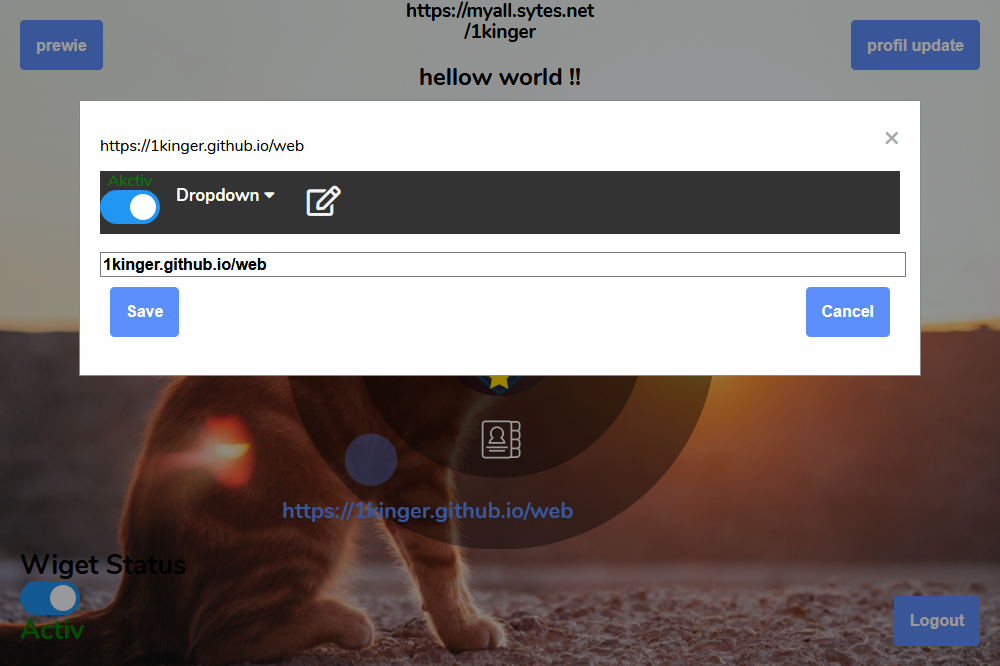 https://myall.sytes.net
/1kinger
prewie
profil update
hellow world !!
https://1kinger.github.io/web
×
Akctiv
Dropdown
1kinger.github.io/web
Save
Cancel
https://1kinger.github.io/web
Wiget Status
Activ
Logout